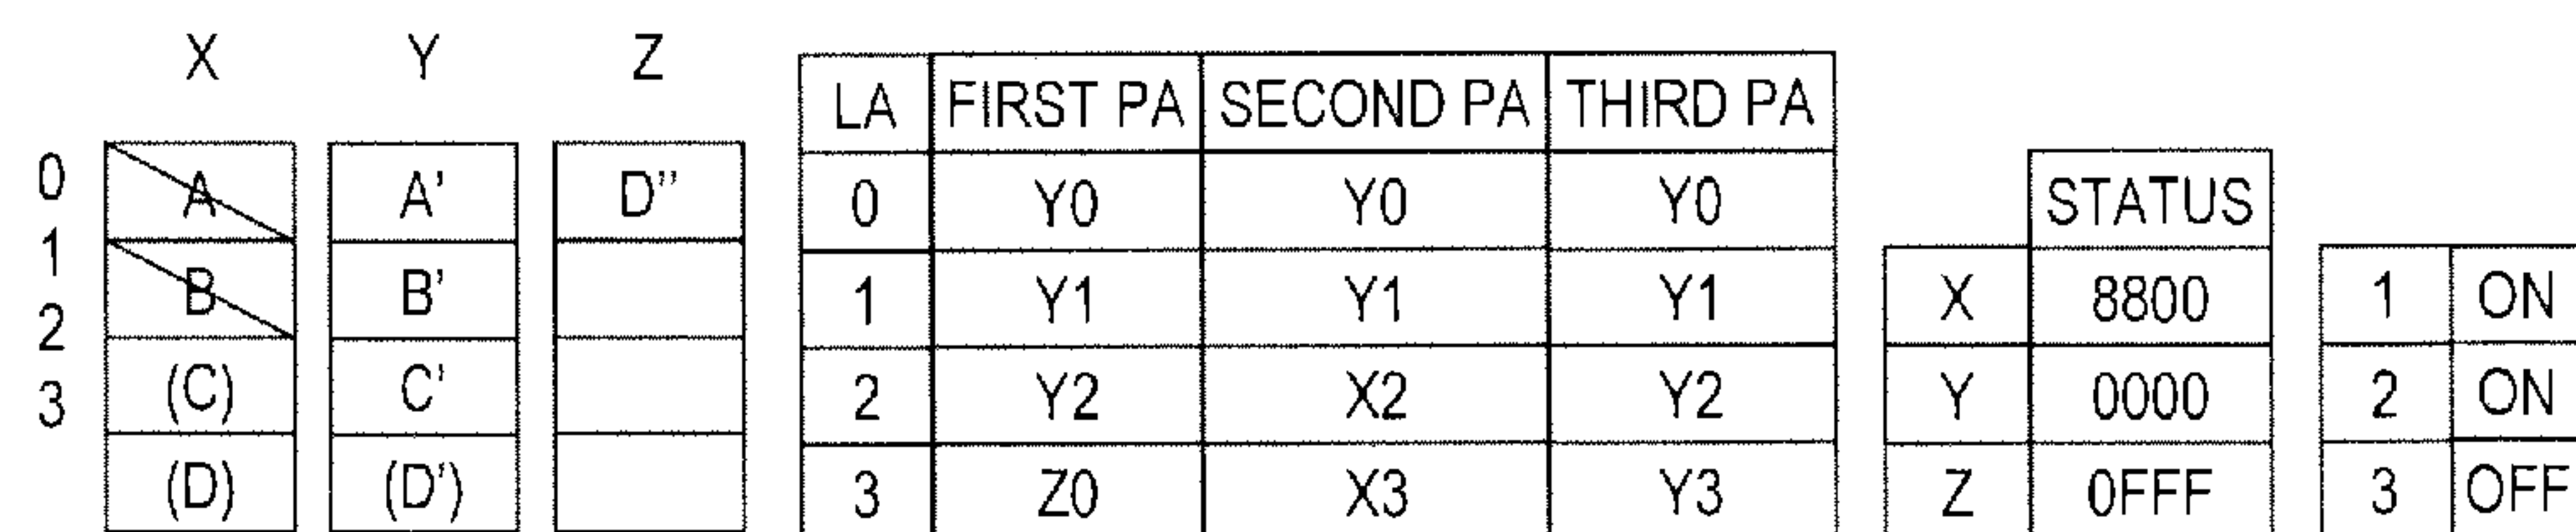 X Y Z
LA FIRST PA SECOND PA THIRD PA
0 A A' D" 0 Y0 Y0 Y0 STATUS
1 B B' 1 Y1 Y1 Y1 X 8800 1 ON
2 (C) C' 2 Y2 X2 Y2 Y 0000 2 ON
3 (D) (D') 3 Z0 X3 Y3 Z 0FFF 3 OFF